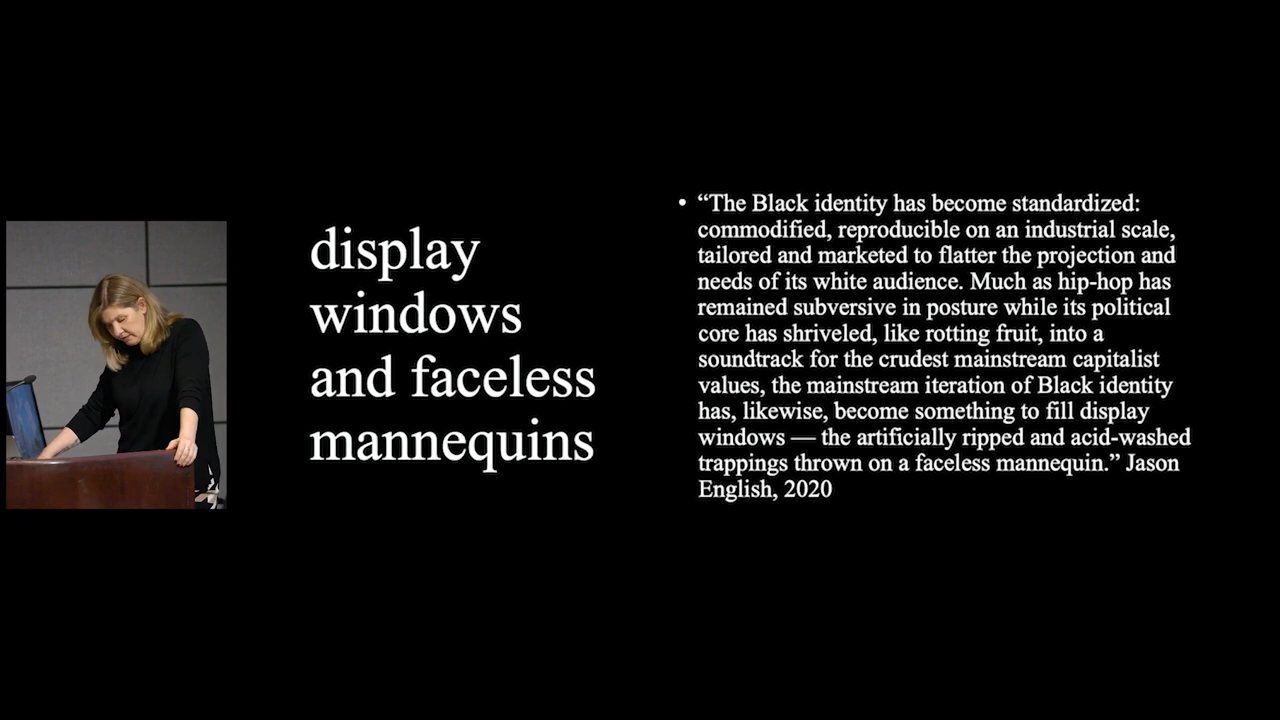 display
windows
and faceless
mannequins
• “The Black identity has become standardized:
commodified, reproducible on an industrial scale,
tailored and marketed to flatter the projection and
needs of its white audience. Much as hip-hop has
remained subversive in posture while its political
core has shriveled, like rotting fruit, into a
soundtrack for the crudest mainstream capitalist
values, the mainstream iteration of Black identity
has, likewise, become something to fill display
windows — the artificially ripped and acid-washed
trappings thrown on a faceless mannequin.” Jason
English, 2020